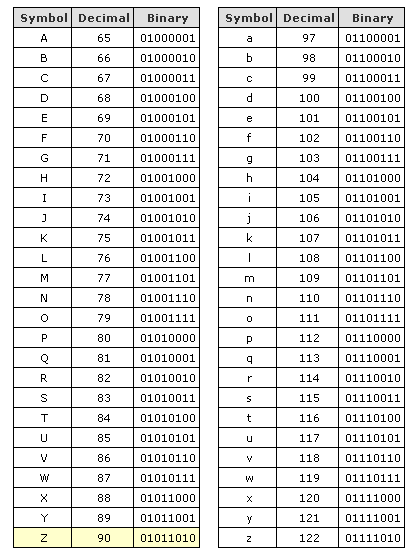 Symbol Decimal Binary Symbol Decimal Binary
A 65 01000001 a 97 01100001
B 66 01000010 b 98 01100010
C 67 01000011 c 99 01100011
D 68 01000100 d 100 01100100
E 69 01000101 e 101 01100101
F 70 01000110 f 102 01100110
G 71 01000111 g 103 01100111
H 72 01001000 h 104 01101000
I 73 01001001 i 105 01101001
J 74 01001010 j 106 01101010
K 75 01001011 k 107 01101011
L 76 01001100 l 108 01101100
M 77 01001101 m 109 01101101
N 78 01001110 n 110 01101110
O 79 01001111 o 111 01101111
P 80 01010000 p 112 01110000
Q 81 01010001 q 113 01110001
R 82 01010010 r 114 01110010
S 83 01010011 s 115 01110011
T 84 01010100 t 116 01110100
U 85 01010101 u 117 01110101
V 86 01010110 v 118 01110110
W 87 01010111 w 119 01110111
X 88 01011000 x 120 01111000
Y 89 01011001 y 121 01111001
Z 90 01011010 z 122 01111010